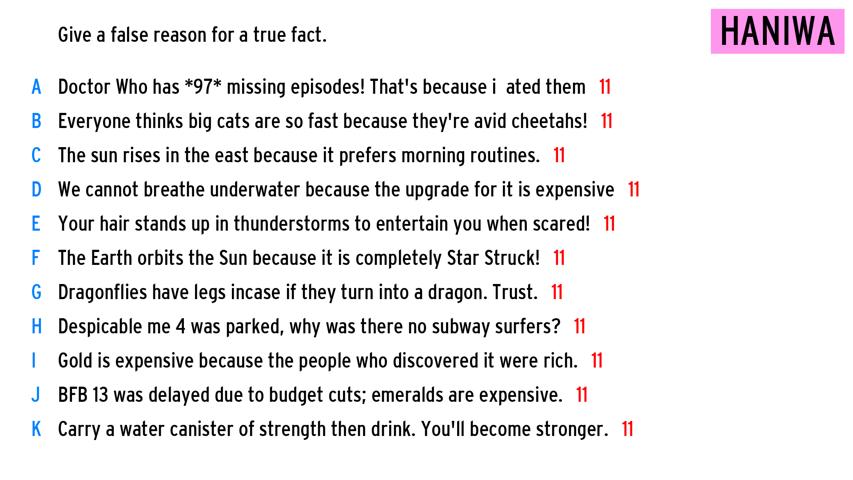 Give a false reason for a true fact.
HANIWA
A Doctor Who has *97* missing episodes! That's because i ated them 11
B Everyone thinks big cats are so fast because they're avid cheetahs! 11
C The sun rises in the east because it prefers morning routines. 11
D We cannot breathe underwater because the upgrade for it is expensive 11
E Your hair stands up in thunderstorms to entertain you when scared! 11
F The Earth orbits the Sun because it is completely Star Struck! 11
G Dragonflies have legs incase if they turn into a dragon. Trust. 11
H Despicable me 4 was parked, why was there no subway surfers? 11
I Gold is expensive because the people who discovered it were rich. 11
J BFB 13 was delayed due to budget cuts; emeralds are expensive. 11
K Carry a water canister of strength then drink. You'll become stronger. 11